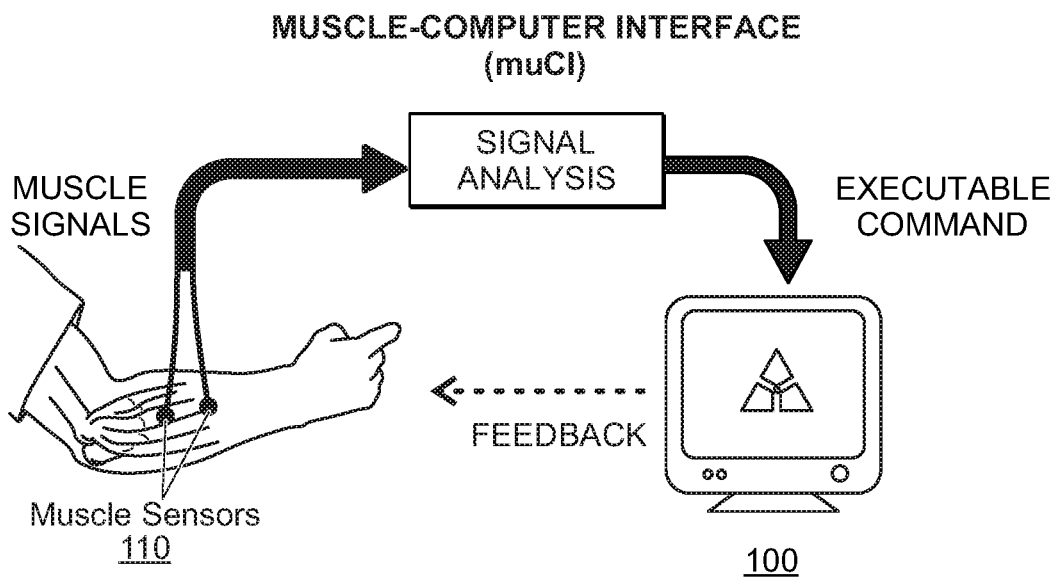 MUSCLE-COMPUTER INTERFACE
(muCI)
SIGNAL
ANALYSIS
MUSCLE
SIGNALS
EXECUTABLE
COMMAND
FEEDBACK
Muscle Sensors
110
100